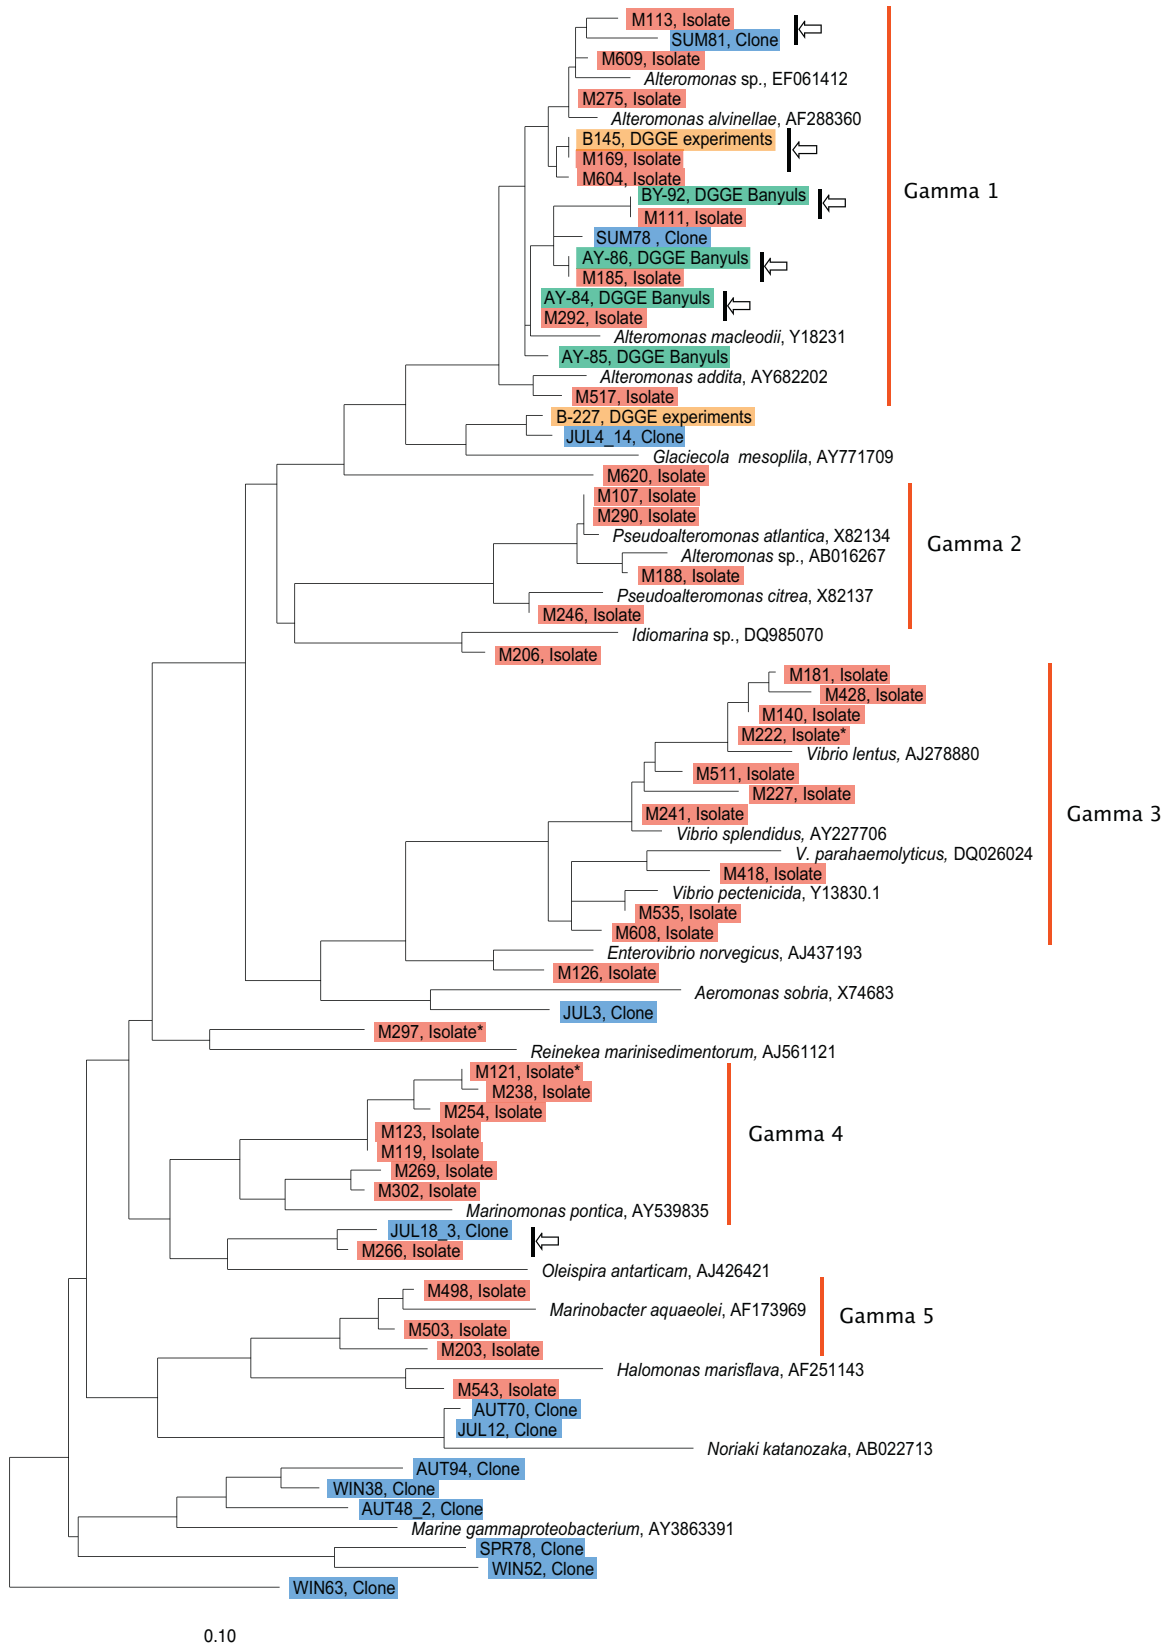 M113, Isolate
SUM81, Clone
M609, Isolate
Alteromonas sp., EF061412
M275, Isolate
Alteromonas alvinellae, AF288360
B145, DGGE experiments
M169, Isolate
M604, Isolate
BY-92, DGGE Banyuls
Gamma 1
M111, Isolate
SUM78 , Clone
AY-86, DGGE Banyuls
M185, Isolate
AY-84, DGGE Banyuls
M292, Isolate
Alteromonas macleodii, Y18231
AY-85, DGGE Banyuls
Alteromonas addita, AY682202
M517, Isolate
B-227, DGGE experiments
JUL4_14, Clone
Glaciecola mesoplila, AY771709
M620, Isolate
M107, Isolate
M290, Isolate
Pseudoalteromonas atlantica, X82134
Gamma 2
Alteromonas sp., AB016267
M188, Isolate
Pseudoalteromonas citrea, X82137
M246, Isolate
Idiomarina sp., DQ985070
M206, Isolate
M181, Isolate
M428, Isolate
M140, Isolate
M222, Isolate*
Vibrio lentus, AJ278880
M511, Isolate
M227, Isolate
M241, Isolate
Gamma 3
Vibrio splendidus, AY227706
V. parahaemolyticus, DQ026024
M418, Isolate
Vibrio pectenicida, Y13830.1
M535, Isolate
M608, Isolate
Enterovibrio norvegicus, AJ437193
M126, Isolate
Aeromonas sobria, X74683
JUL3, Clone
M297, Isolate*
Reinekea marinisedimentorum, AJ561121
M121, Isolate*
M238, Isolate
M254, Isolate
M123, Isolate
Gamma 4
M119, Isolate
M269, Isolate
M302, Isolate
Marinomonas pontica, AY539835
JUL18_3, Clone
M266, Isolate
Oleispira antarticam, AJ426421
M498, Isolate
Marinobacter aquaeolei, AF173969
Gamma 5
M503, Isolate
M203, Isolate
Halomonas marisflava, AF251143
M543, Isolate
AUT70, Clone
JUL12, Clone
Noriaki katanozaka, AB022713
AUT94, Clone
WIN38, Clone
AUT48_2, Clone
Marine gammaproteobacterium, AY3863391
SPR78, Clone
WIN52, Clone
WIN63, Clone
0.10